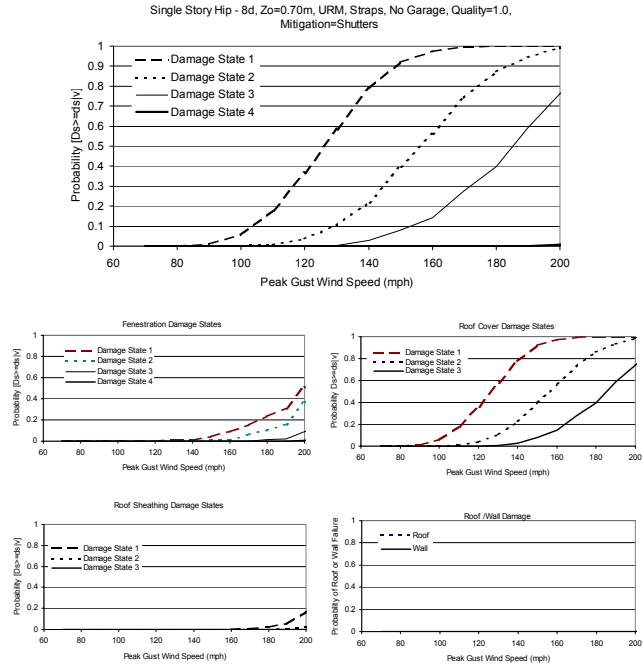 Single Story Hip - 8d, Zo=0.70m, URM, Straps, No Garage, Quality=1.0,
Mitigation=Shutters
Probability [Ds>=ds|v)
1
0.9
0.8
0.7
0.6
0.5
0.4
0.3
0.2
0.1
0
Damage State 1
Damage State 2
Damage State 3
Damage State 4
60 80 100 120 140 160 180 200
Peak Gust Wind Speed (mph)
Fenestration Damage States
Probability [Ds>=ds|v)
1
0.8
0.6
0.4
0.2
0
Damage State 1
Damage State 2
Damage State 3
Damage State 4
60 80 100 120 140 160 180 200
Peak Gust Wind Speed (mph)
Roof Cover Damage States
Probability Ds>=ds|v)
1
0.8
0.6
0.4
0.2
0
Damage State 1
Damage State 2
Damage State 3
60 80 100 120 140 160 180 200
Peak Gust Wind Speed (mph)
Roof Sheathing Damage States
Probability [Ds>=ds|v)
1
0.8
0.6
0.4
0.2
0
Damage State 1
Damage State 2
Damage State 3
60 80 100 120 140 160 180 200
Peak Gust Wind Speed (mph)
Roof /Wall Damage
Probability of Roof or Wall Failure
1
0.8
0.6
0.4
0.2
0
Roof
Wall
60 80 100 120 140 160 180 200
Peak Gust Wind Speed (mph)